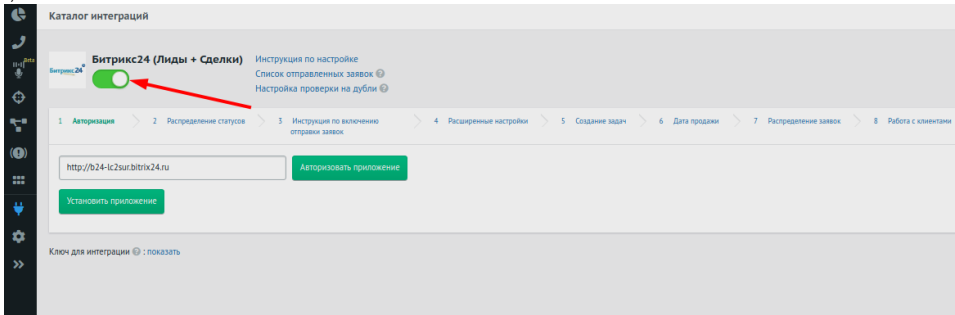 Каталог интеграций
Beta
Битрикс24
Битрикс24 (Лиды + Сделки)
Инструкция по настройке
Список отправленных заявок
Настройка проверки на дубли
1 Авторизация
2 Распределение статусов
3 Инструкция по включению
отправки заявок
4 Расширенные настройки
5 Создание задач
6 Дата продажи
7 Распределение заявок
8 Работа с клиентами
http://b24-lc2sur.bitrix24.ru
Авторизовать приложение
Установить приложение
Ключ для интеграции : показать